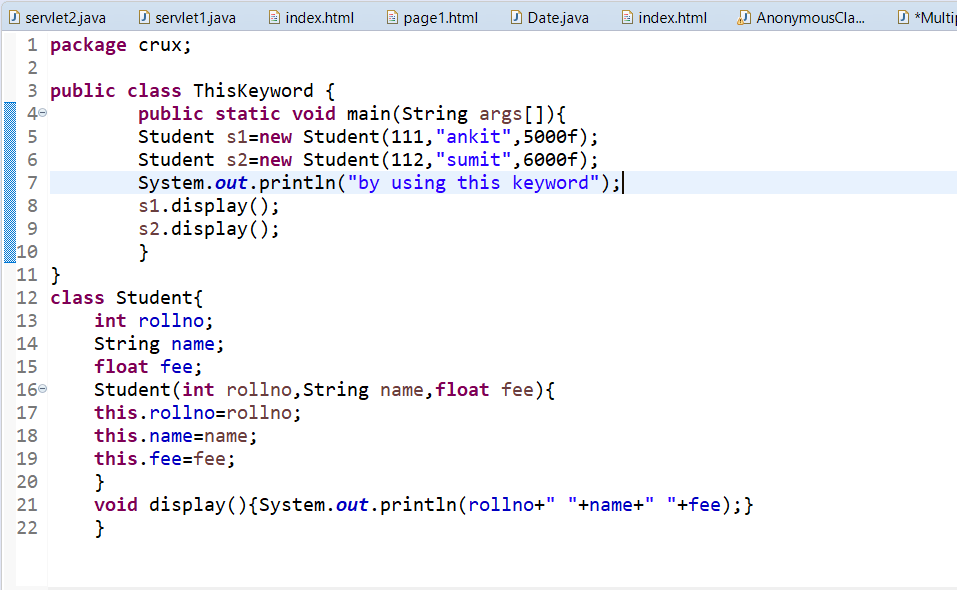 servlet2.java servlet1.java index.html page1.html Date.java index.html AnonymousCla... *Multip
1 package crux;
2
3 public class ThisKeyword {
4 public static void main(String args[]){
5 Student s1=new Student(111,"ankit",5000f);
6 Student s2=new Student(112,"sumit",6000f);
7 System.out.println("by using this keyword");
8 s1.display();
9 s2.display();
10 }
11 }
12 class Student{
13 int rollno;
14 String name;
15 float fee;
16 Student(int rollno,String name,float fee){
17 this.rollno=rollno;
18 this.name=name;
19 this.fee=fee;
20 }
21 void display(){System.out.println(rollno+" "+name+" "+fee);}
22 }